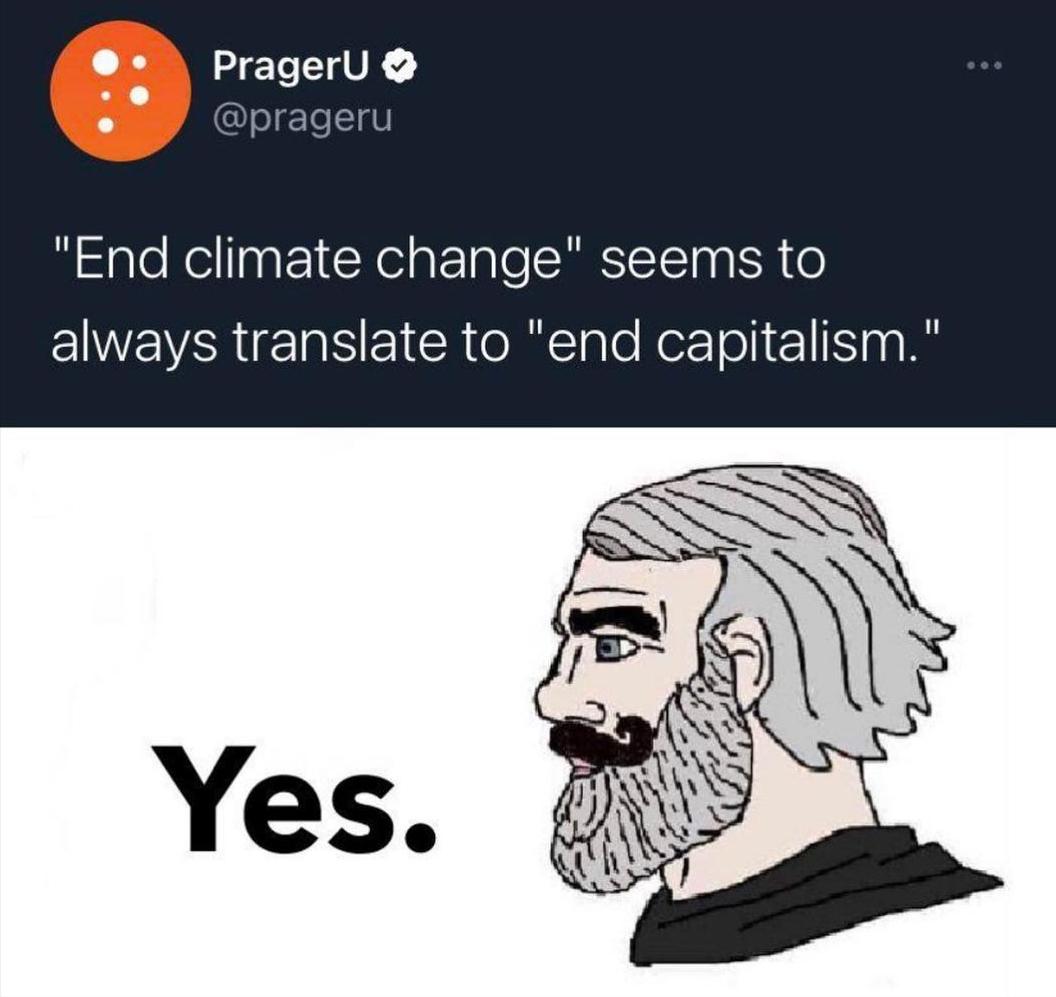 PragerU
@prageru
"End climate change" seems to
always translate to "end capitalism."
Yes.